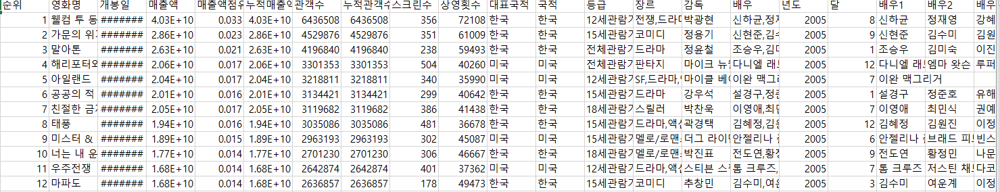 순위 영화명 개봉일 매출액 매출액점유 누적매출액 관객수 누적관객수 스크린수 상영횟수 대표국적 국적 등급 장르 감독 배우 년도 달 배우1 배우2 배우
1 웰컴 투 동 ####### 4.03E+10 0.033 4.03E+10 6436508 6436508 356 72108 한국 한국 12세관람가 전쟁,드라마 박광현 신하균,정재 2005 8 신하균 정재영 강혜
2 가문의 위 ####### 2.86E+10 0.023 2.86E+10 4529876 4529876 351 61009 한국 한국 15세관람가 코미디 정용기 신현준,김수 2005 9 신현준 김수미 김원
3 말아톤 ####### 2.63E+10 0.021 2.63E+10 4196840 4196840 238 59493 한국 한국 전체관람가 드라마 정윤철 조승우,김미 2005 1 조승우 김미숙 이진
4 해리포터와 ####### 2.06E+10 0.017 2.06E+10 3301353 3301353 504 40260 미국 미국 전체관람가 판타지 마이크 뉴 다니엘 래드 2005 12 다니엘 래드 엠마 왓슨 루퍼
5 아일랜드 ####### 2.04E+10 0.017 2.04E+10 3218811 3218811 340 35990 미국 미국 12세관람가 SF,드라마, 마이클 베이 이완 맥그리 2005 7 이완 맥그리거
6 공공의 적 ####### 2.01E+10 0.016 2.01E+10 3134421 3134421 299 40642 한국 한국 15세관람가 드라마 강우석 설경구,정준 2005 1 설경구 정준호 유해
7 친절한 금자 ####### 2.05E+10 0.017 2.05E+10 3119682 3119682 386 41438 한국 한국 18세관람가 스릴러 박찬욱 이영애,최민 2005 7 이영애 최민식 권예
8 태풍 ####### 1.94E+10 0.016 1.94E+10 3035086 3035086 481 36678 한국 한국 15세관람가 드라마,액션 곽경택 김혜정,김원 2005 12 김혜정 김원진 이정
9 미스터 & ####### 1.89E+10 0.015 1.89E+10 2963193 2963193 302 45087 미국 미국 15세관람가 멜로/로맨스 더그 라이만 안젤리나 졸 2005 6 안젤리나 졸 브래드 피트 빈스
10 너는 내 운 ####### 1.77E+10 0.014 1.77E+10 2701230 2701230 306 46667 한국 한국 18세관람가 멜로/로맨스 박진표 전도연,황정 2005 9 전도연 황정민 나문
11 우주전쟁 ####### 1.68E+10 0.014 1.68E+10 2642874 2642874 401 37362 미국 미국 12세관람가 드라마,액션 스티븐 스 톰 크루즈, 2005 7 톰 크루즈 저스틴 채트 다코
12 마파도 ####### 1.68E+10 0.014 1.68E+10 2636857 2636857 178 49473 한국 한국 15세관람가 코미디 추창민 김수미,여운 2005 3 김수미 여운계 이정